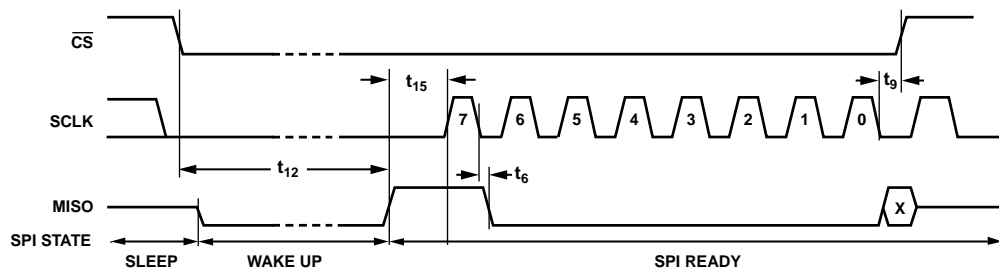 CS
t15
t9
SCLK
7 6 5 4 3 2 1 0
t12
t6
MISO
X
SPI STATE
SLEEP WAKE UP SPI READY